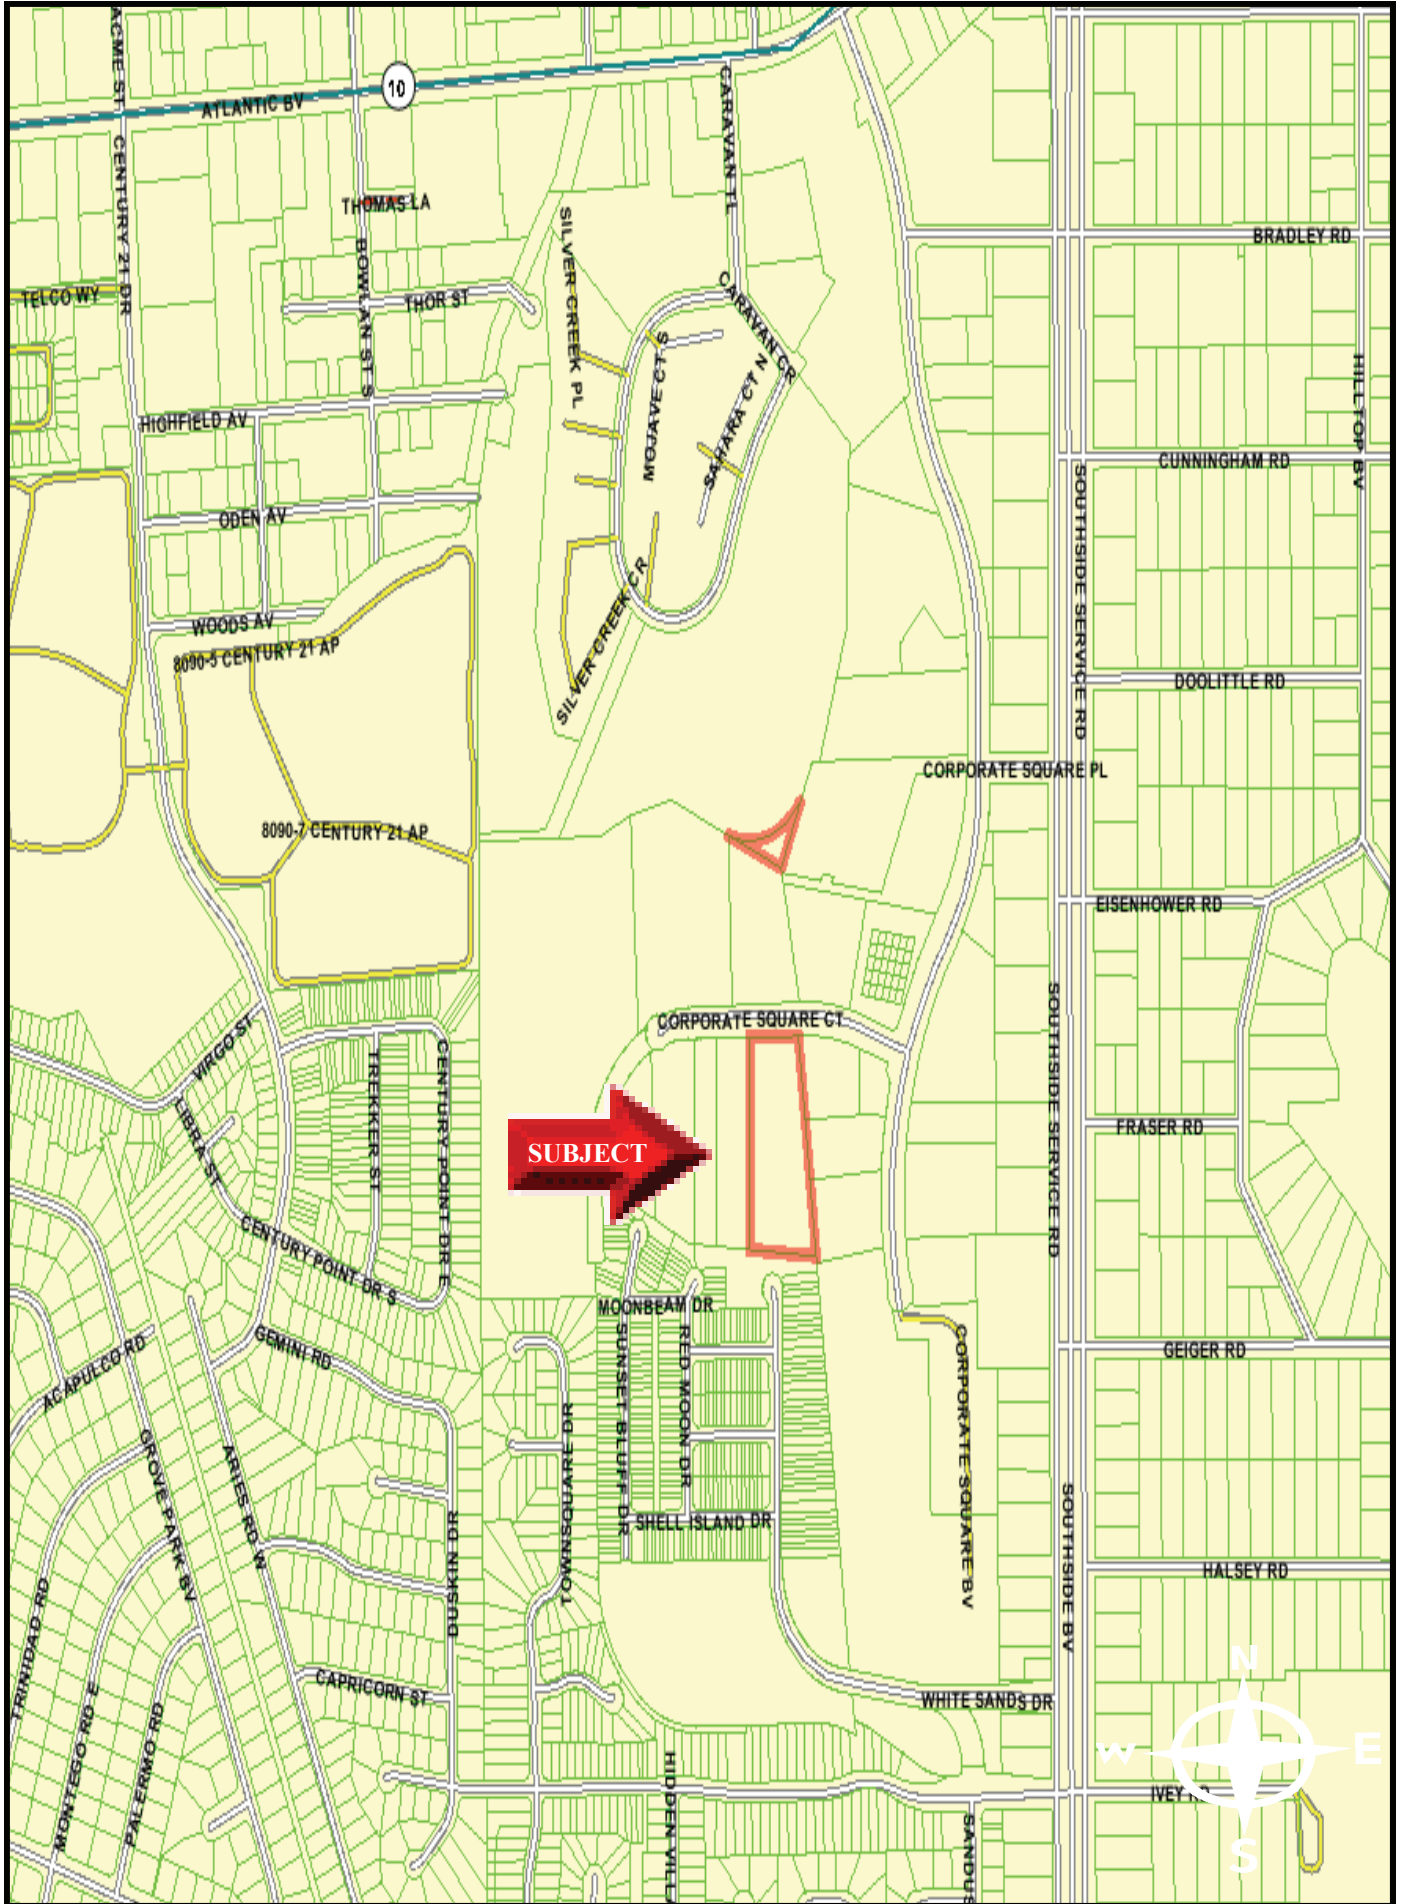 ACME ST
ATLANTIC BV
10
CENTURY 21 DR
CARAVAN TL
THOMAS LA
BOWLAN ST S
SILVER CREEK PL
BRADLEY RD
TELCO WY
THOR ST
CARAVAN CR
MOJAVE CT S
SAHARA CT N
HILLTOP BV
HIGHFIELD AV
CUNNINGHAM RD
SOUTHSIDE SERVICE RD
ODEN AV
SILVER CREEK CR
WOODS AV
8090-5 CENTURY 21 AP
DOOLITTLE RD
CORPORATE SQUARE PL
8090-7 CENTURY 21 AP
EISENHOWER RD
SOUTHSIDE SERVICE RD
CORPORATE SQUARE CT
VIRGO ST
TREKKER ST
CENTURY POINT DR E
LIBRA ST
FRASER RD
SUBJECT
CENTURY POINT DR S
MOONBEAM DR
GEMINI RD
SUNSET BLUFF DR
RED MOON DR
CORPORATE SQUARE BV
GEIGER RD
ACAPULCO RD
TOWNSQUARE DR
GROVE PARK BV
ARIES RD W
DUSKIN RD
SHELL ISLAND DR
SOUTHSIDE BV
HALSEY RD
TRINIDAD RD
CAPRICORN ST
WHITE SANDS DR
N
MONTEGO RD E
PALERMO RD
HIDDEN VILL
W
E
IVEY RD
SANDUS
S